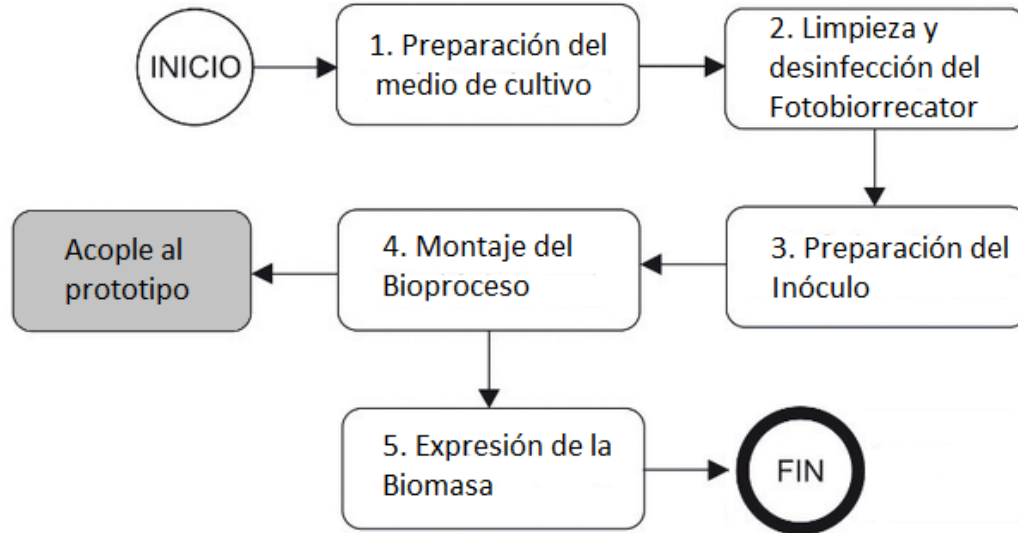 INICIO
1. Preparación del
medio de cultivo
2. Limpieza y
desinfección del
Fotobiorrecator
3. Preparación del
Inóculo
4. Montaje del
Bioproceso
Acople al
prototipo
5. Expresión de la
Biomasa
FIN